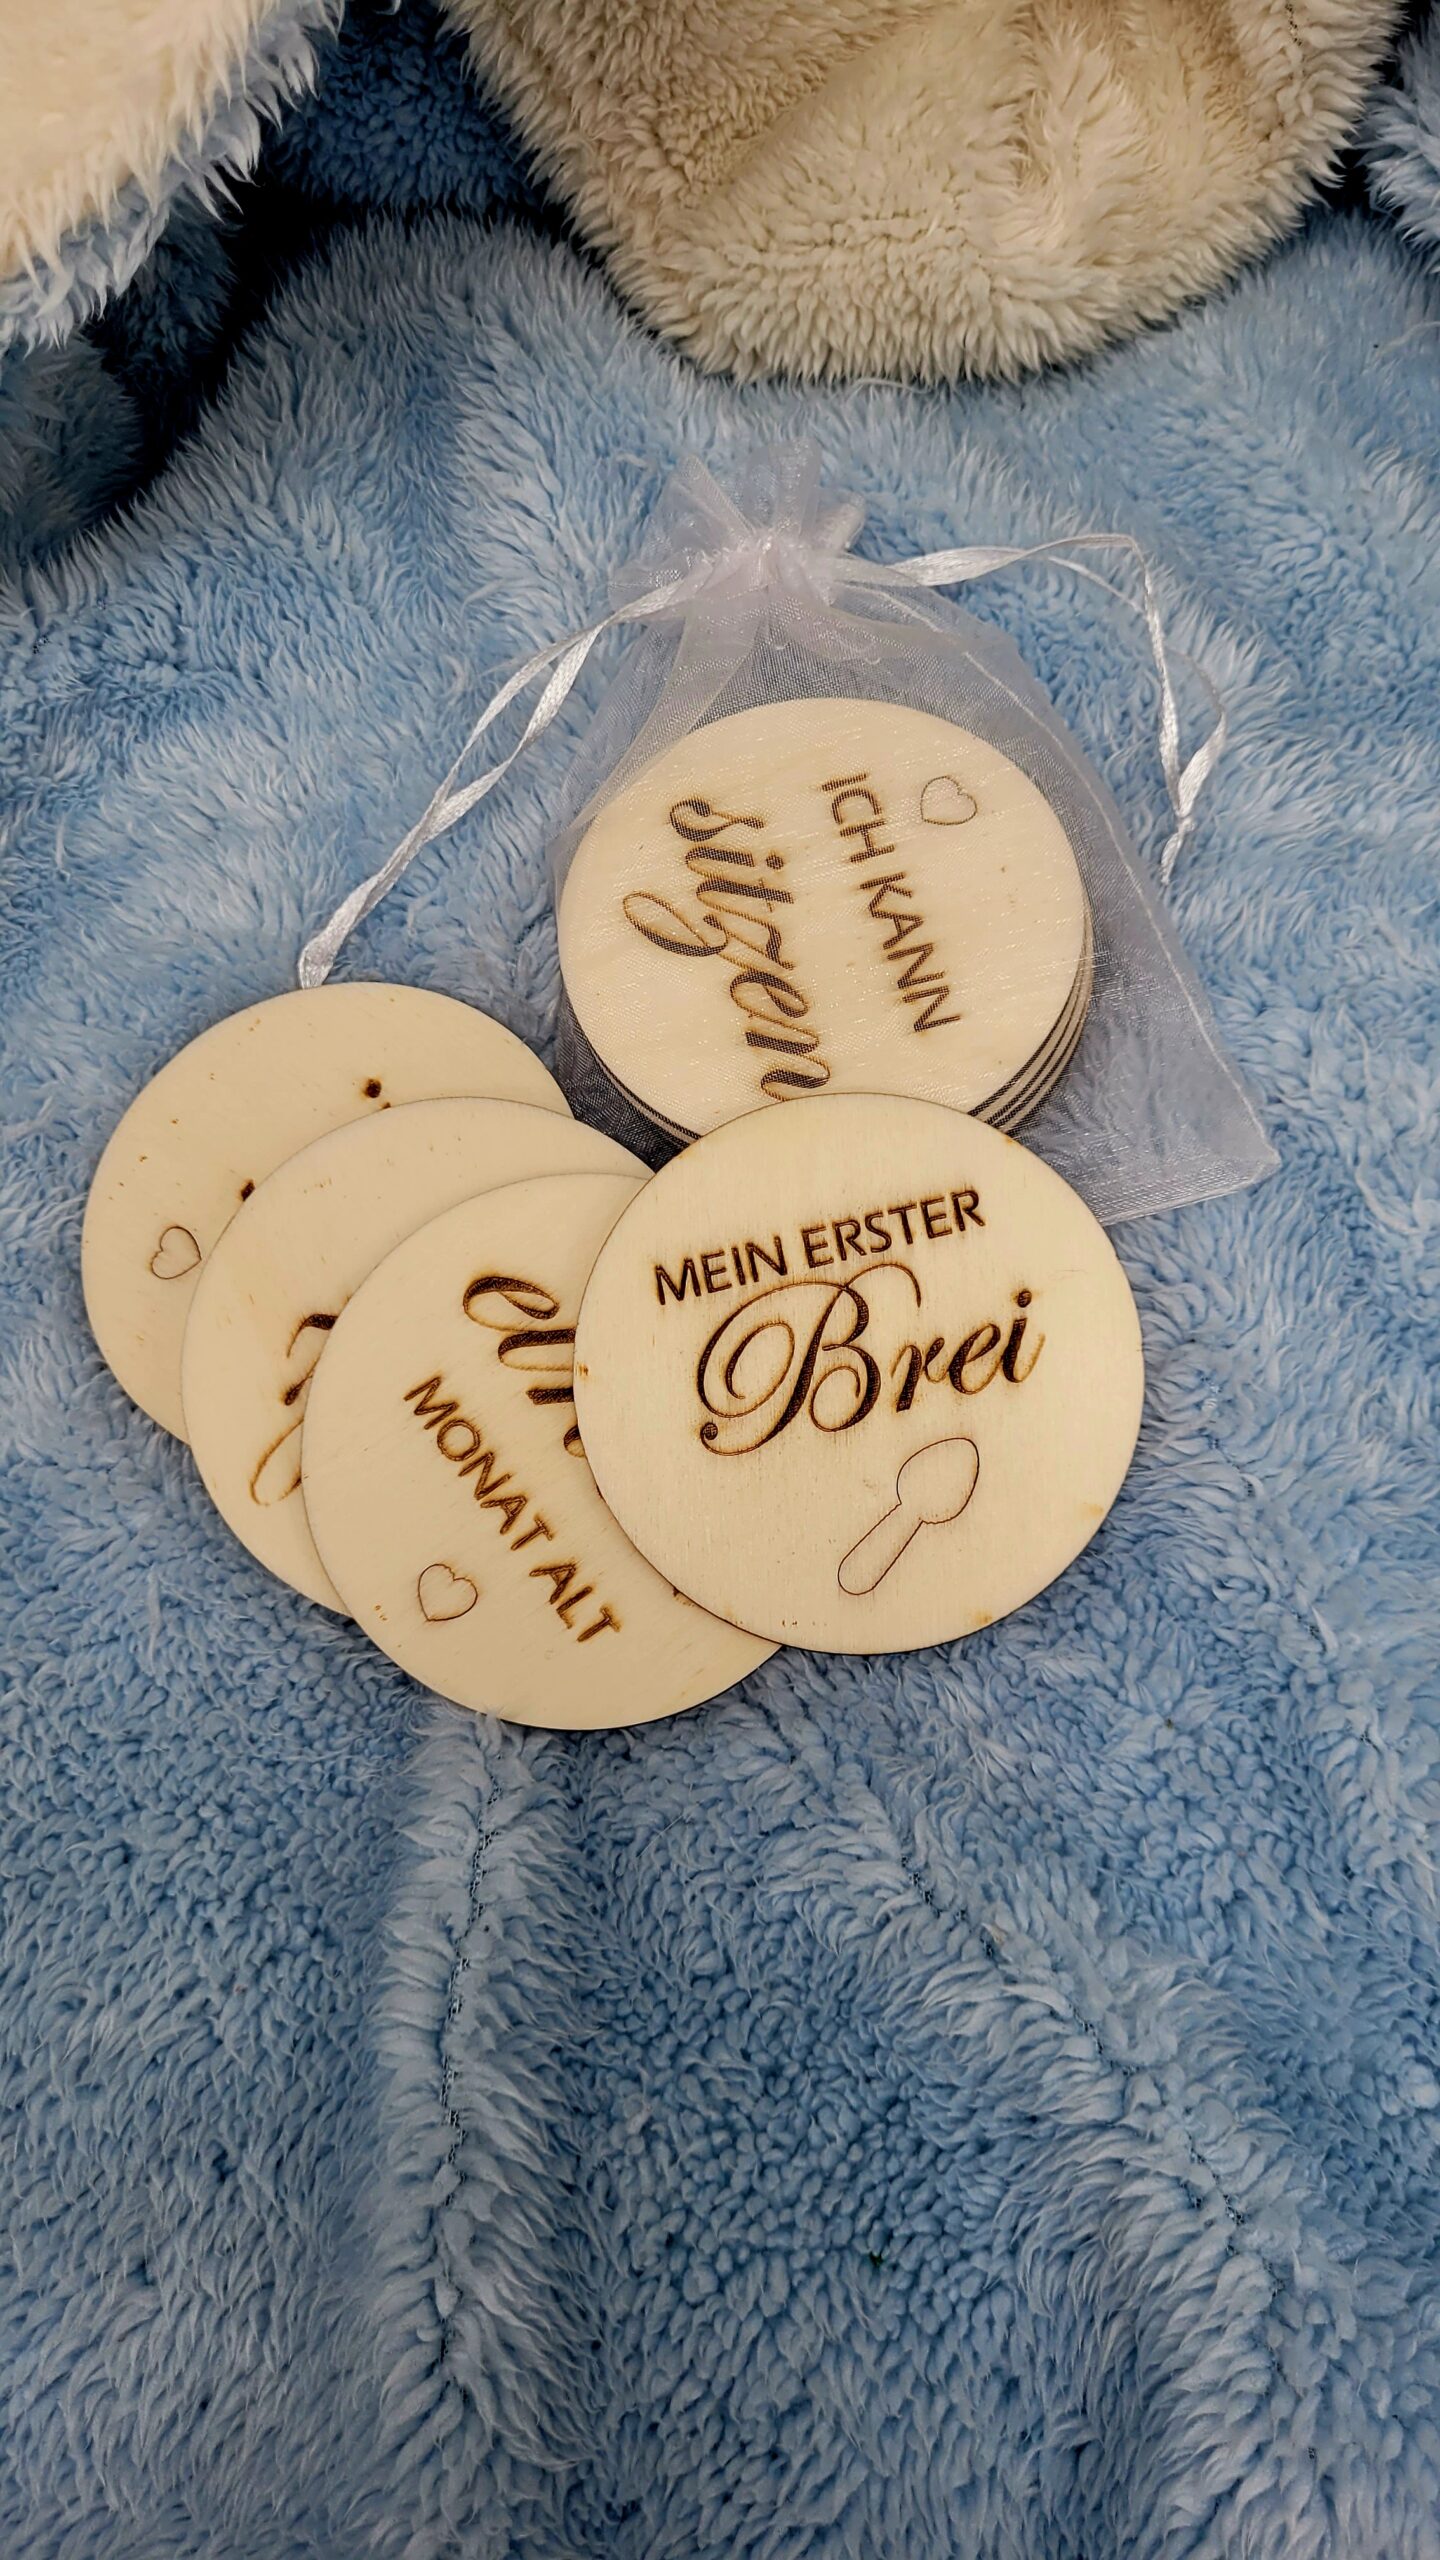 ICH KANN
sitzen
MEIN ERSTER
Brei
MONAT ALT